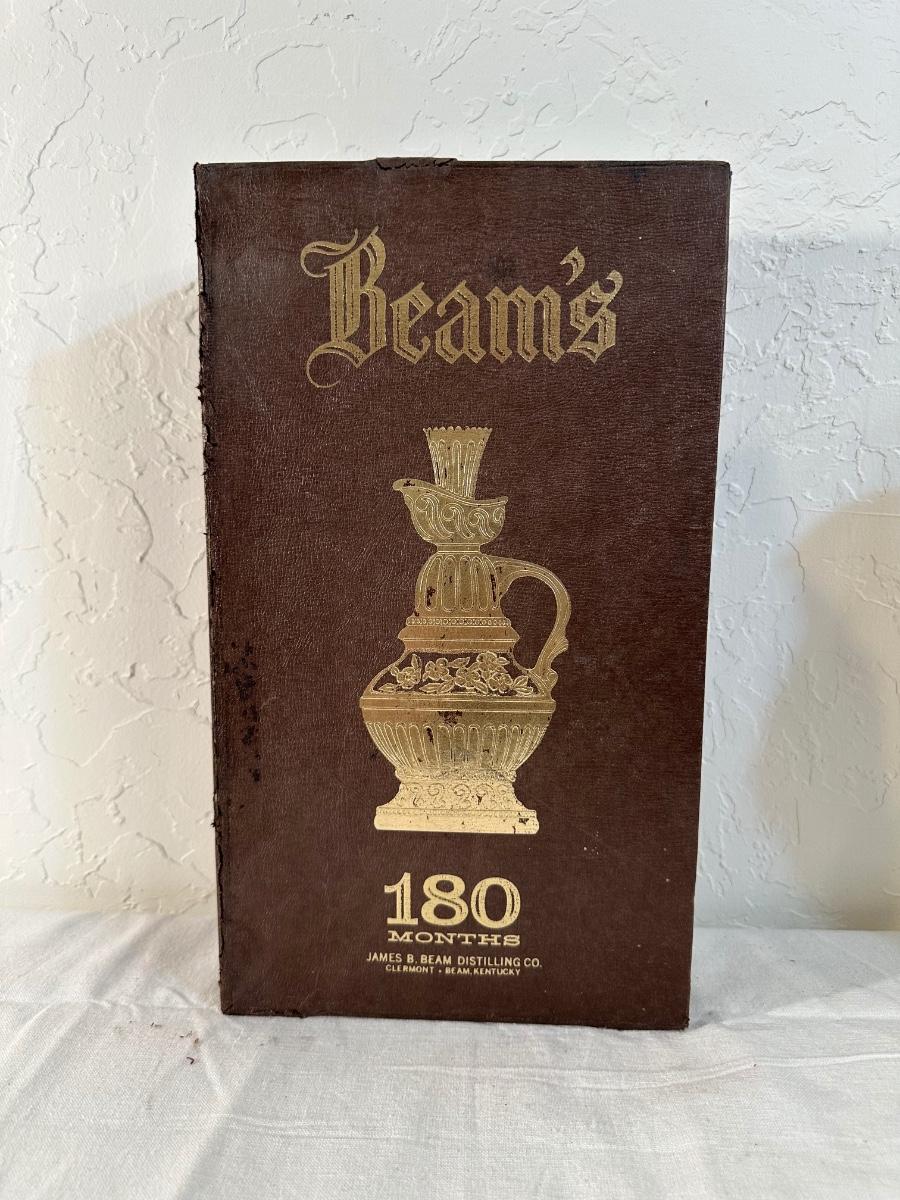 Beam's
180
MONTHS
JAMES B. BEAM DISTILLING CO.
CLERMONT • BEAM, KENTUCKY